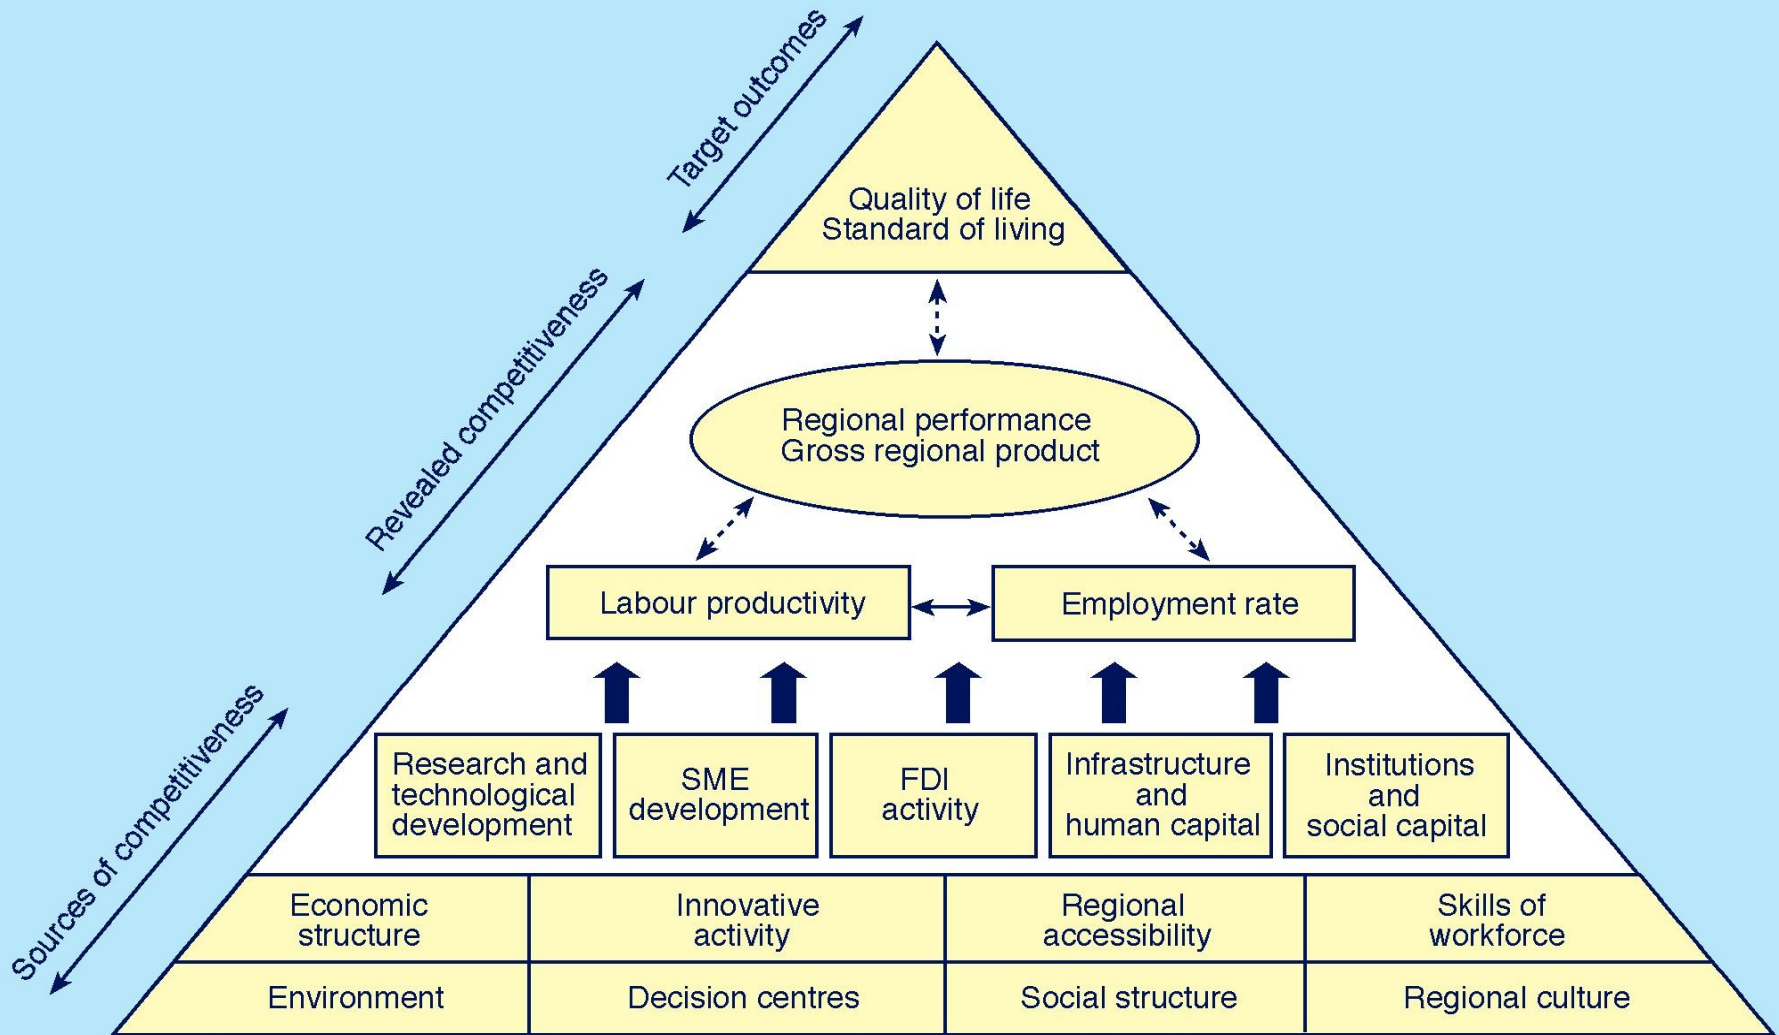 Target outcomes
Quality of life
Standard of living
Revealed competitiveness
Regional performance
Gross regional product
Labour productivity
Employment rate
Sources of competitiveness
Research and
technological
development
SME
development
FDI
activity
Infrastructure
and
human capital
Institutions
and
social capital
Economic
structure
Innovative
activity
Regional
accessibility
Skills of
workforce
Environment
Decision centres
Social structure
Regional culture